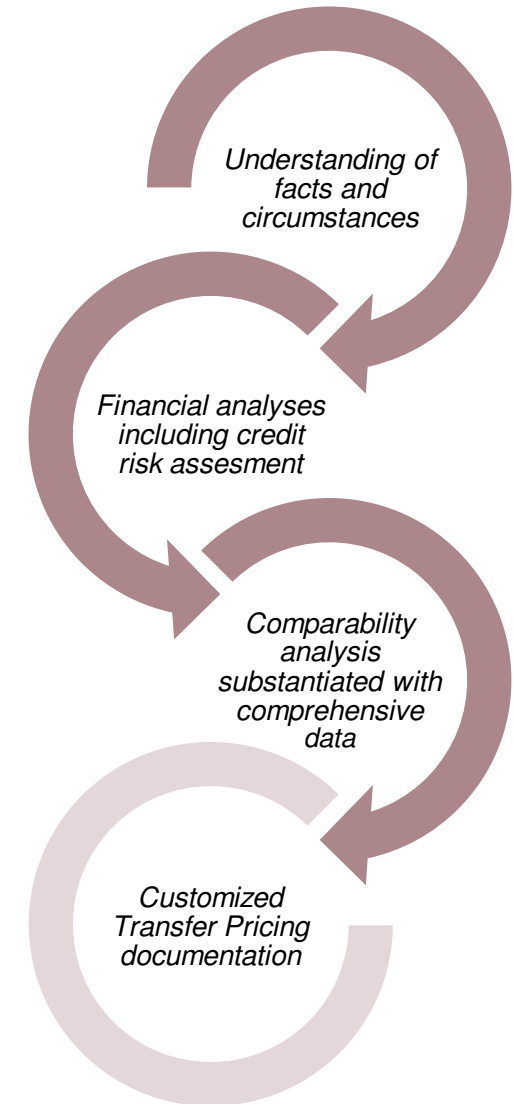 Understanding of
facts and
circumstances
Financial analyses
including credit
risk assesment
Comparability
analysis
substantiated with
comprehensive
data
Customized
Transfer Pricing
documentation